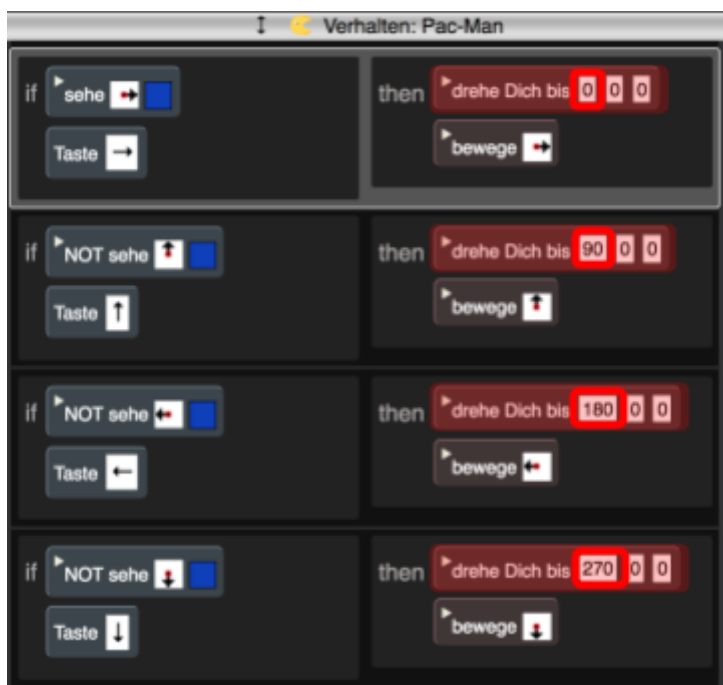 Verhalten: Pac-Man
if sehe then drehe Dich bis 0 0 0
Taste → bewege
if NOT sehe then drehe Dich bis 90 0 0
Taste ↑ bewege
if NOT sehe then drehe Dich bis 180 0 0
Taste ← bewege
if NOT sehe then drehe Dich bis 270 0 0
Taste ↓ bewege